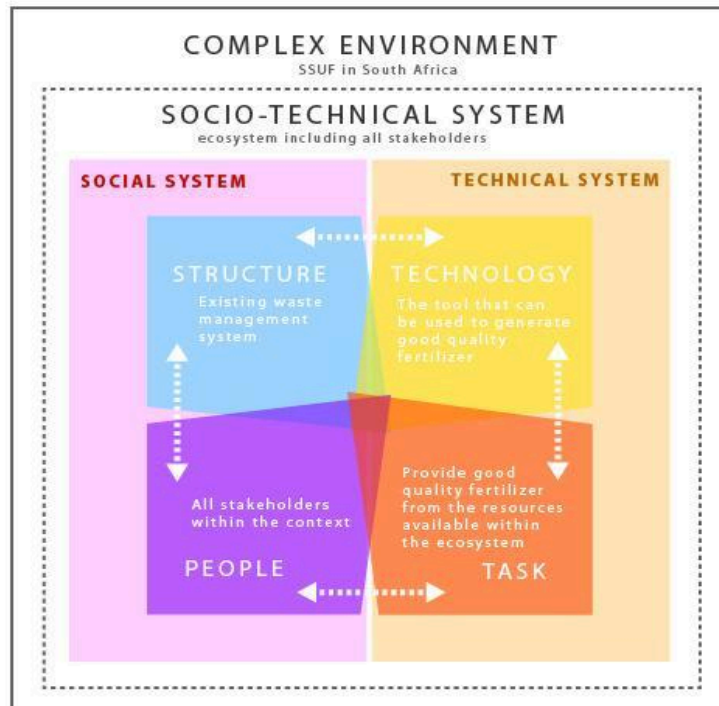 COMPLEX ENVIRONMENT
SSUF in South Africa
SOCIO-TECHNICAL SYSTEM
ecosystem including all stakeholders
SOCIAL SYSTEM
TECHNICAL SYSTEM
STRUCTURE
Existing waste
management
system
TECHNOLOGY
The tool that can
be used to generate
good quality
fertilizer
All stakeholders
within the context
PEOPLE
Provide good
quality fertilizer
from the resources
available within
the ecosystem
TASK